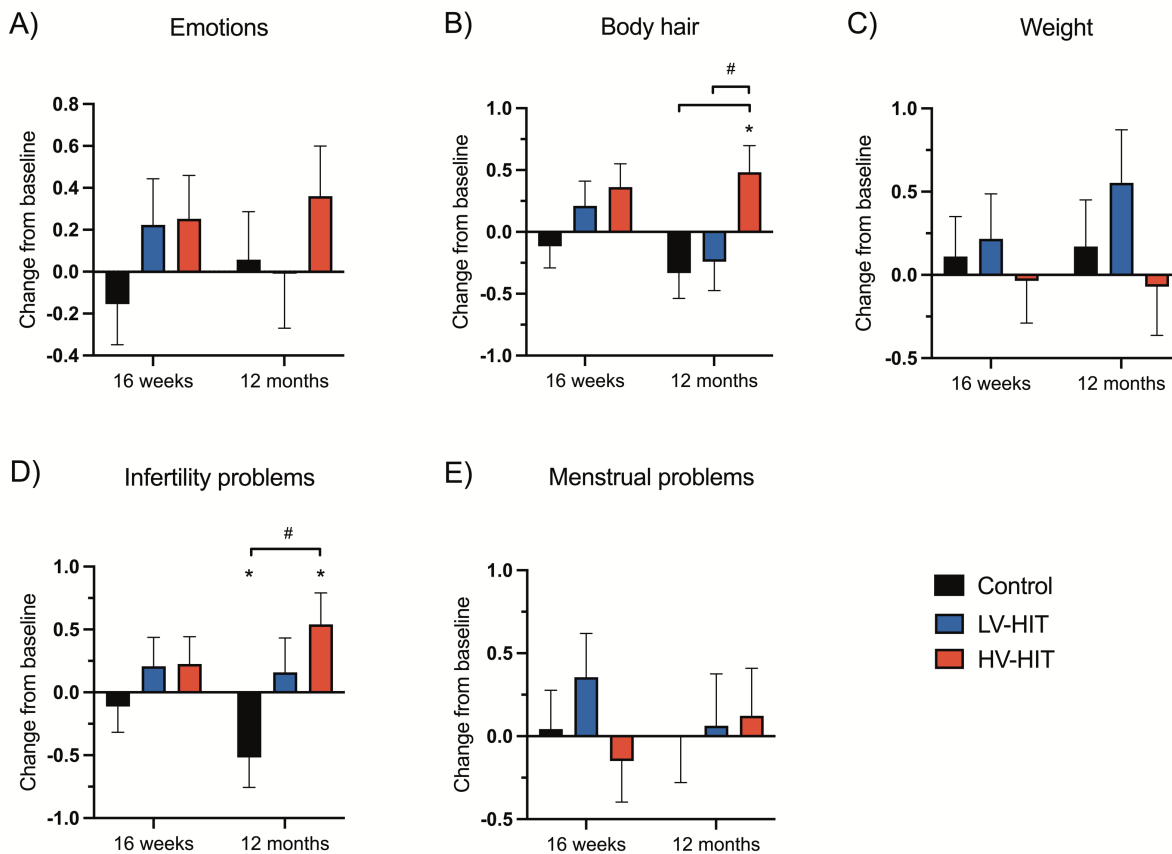 A) Emotions
Change from baseline
0.8
0.6
0.4
0.2
0.0
-0.2
-0.4
16 weeks 12 months
B) Body hair
#
*
Change from baseline
1.0
0.5
0.0
-0.5
-1.0
16 weeks 12 months
C) Weight
Change from baseline
1.0
0.5
0.0
-0.5
16 weeks 12 months
D) Infertility problems
#
* *
Change from baseline
1.0
0.5
0.0
-0.5
-1.0
16 weeks 12 months
E) Menstrual problems
Change from baseline
1.0
0.5
0.0
-0.5
16 weeks 12 months
Control
LV-HIT
HV-HIT